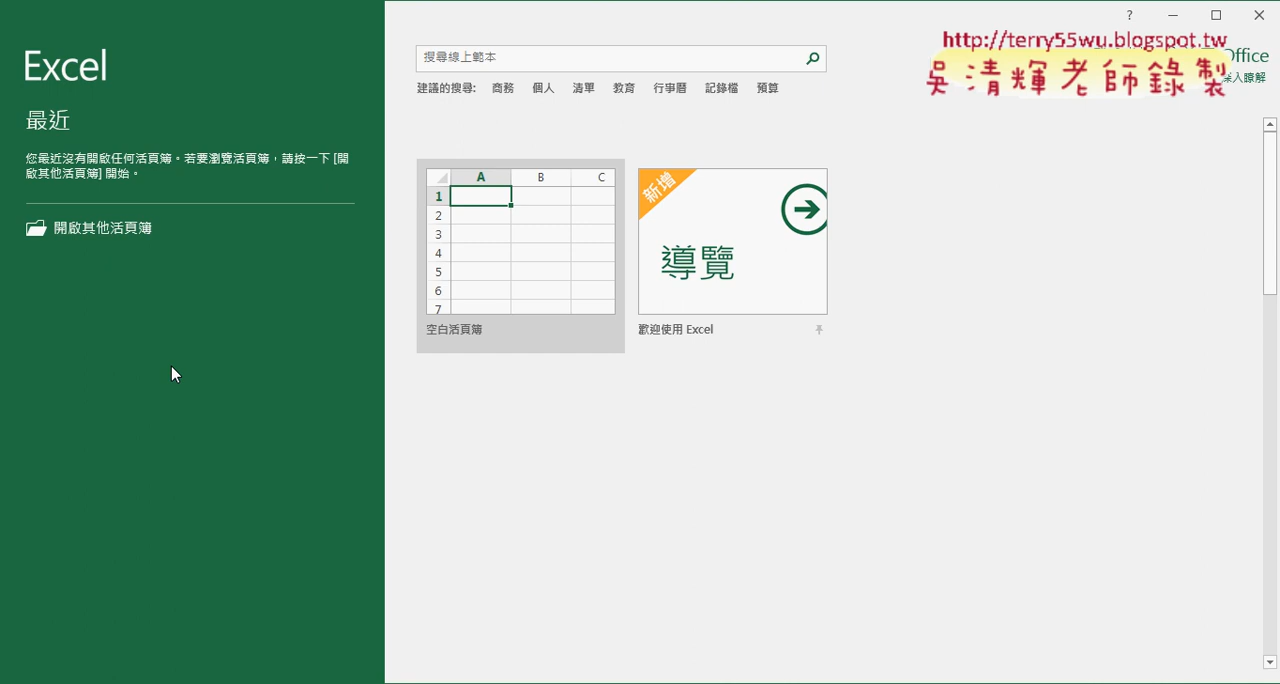 Excel
最近
您最近沒有開啟任何活頁簿。若要瀏覽活頁簿，請按一下 [開
啟其他活頁簿] 開始。
開啟其他活頁簿
?
搜尋線上範本
建議的搜尋: 商務 個人 清單 教育 行事曆 記錄檔 預算
http://terry55wu.blogspot.tw
Office
吳清輝老師錄製
深入瞭解
A B C
1
2
3
4
5
6
7
空白活頁簿
新增
導覽
歡迎使用 Excel